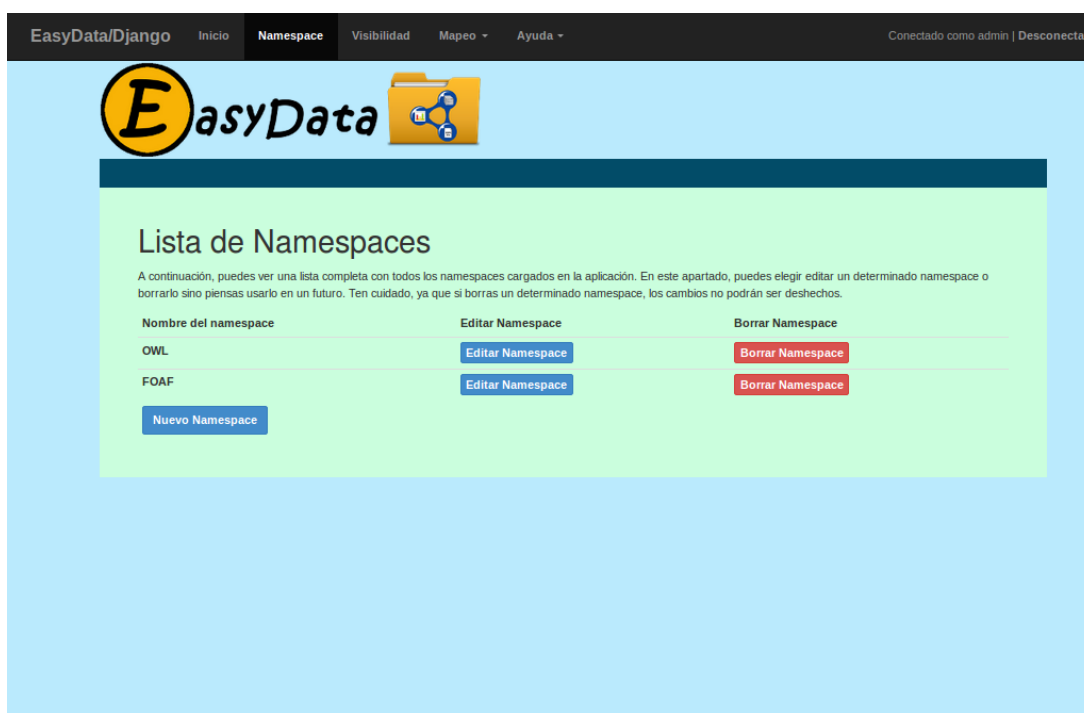 EasyData/Django Inicio Namespace Visibilidad Mapeo Ayuda Conectado como admin | Desconecta
EasyData
Lista de Namespaces
A continuación, puedes ver una lista completa con todos los namespaces cargados en la aplicación. En este apartado, puedes elegir editar un determinado namespace o
borrarlo sino piensas usarlo en un futuro. Ten cuidado, ya que si borras un determinado namespace, los cambios no podrán ser deshechos.
Nombre del namespace Editar Namespace Borrar Namespace
OWL Editar Namespace Borrar Namespace
FOAF Editar Namespace Borrar Namespace
Nuevo Namespace